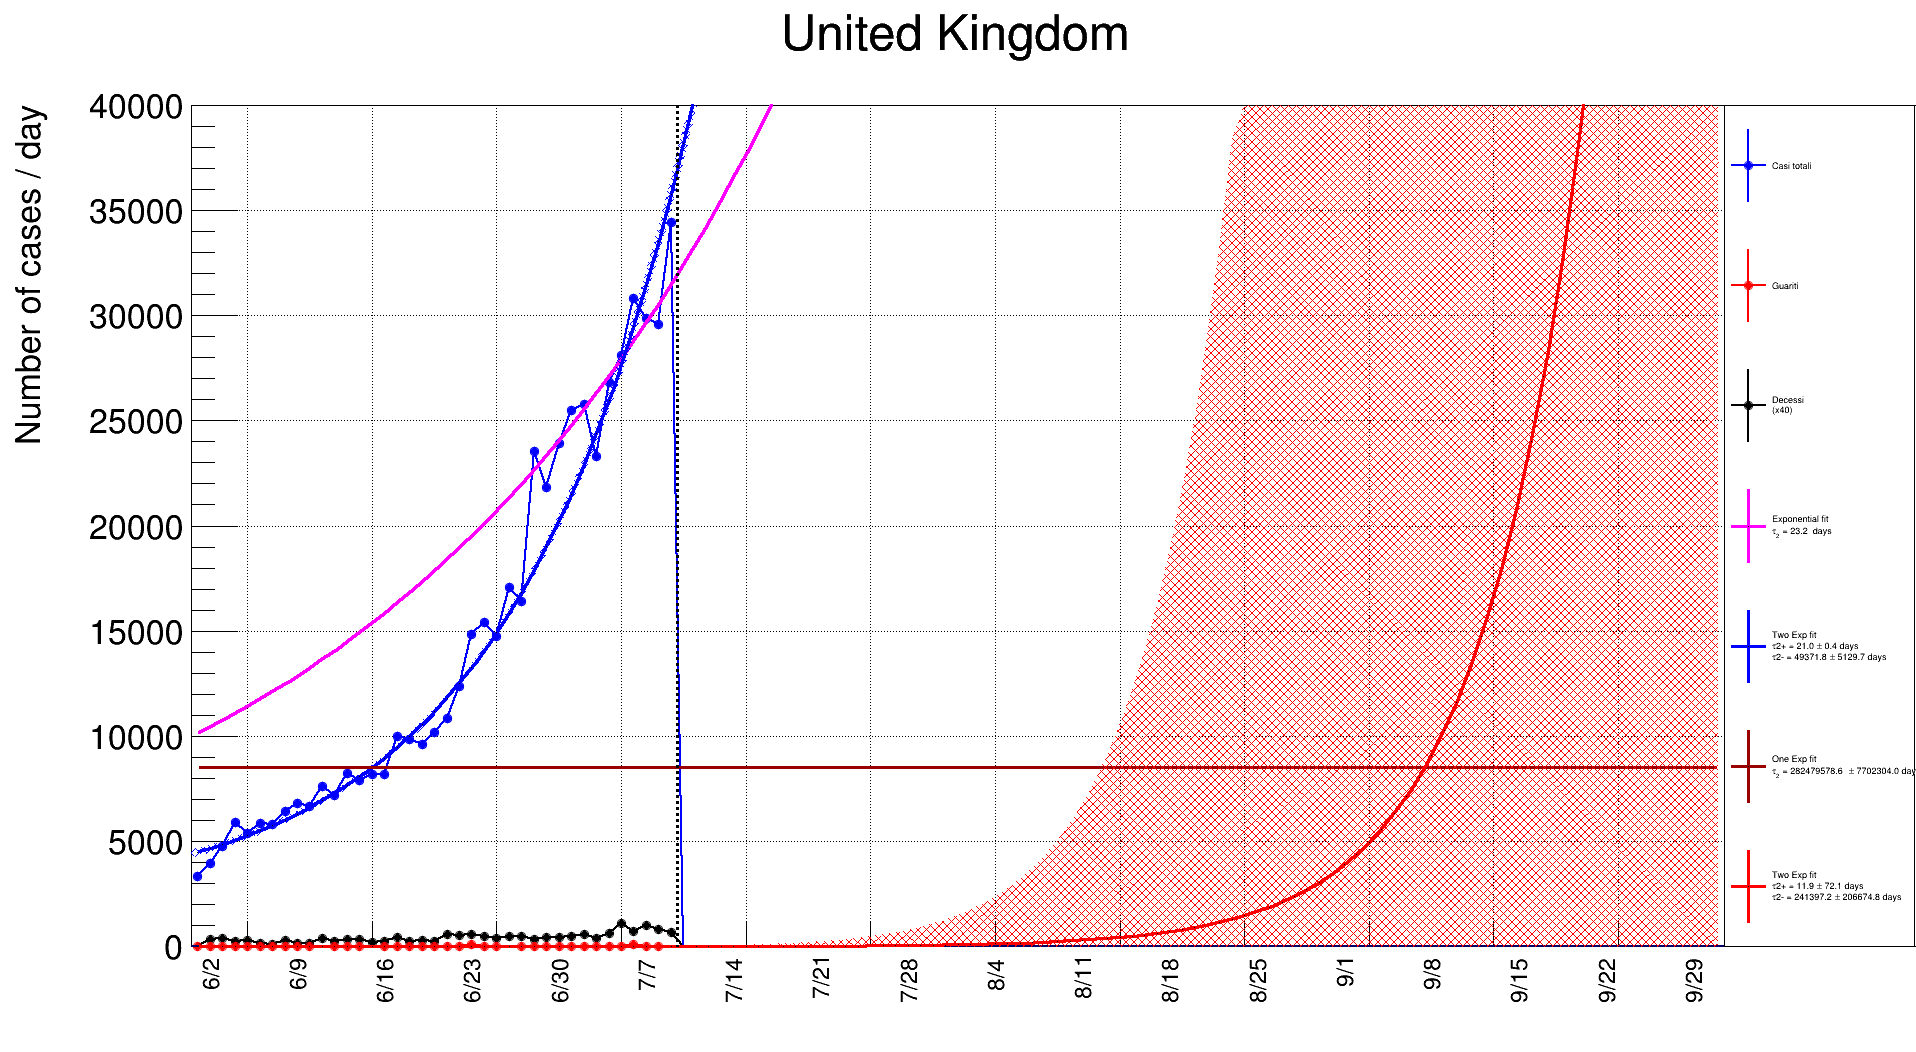 United Kingdom
Number of cases / day
40000
35000
30000
25000
20000
15000
10000
5000
0
6/2
6/9
6/16
6/23
6/30
7/7
7/14
7/21
7/28
8/4
8/11
8/18
8/25
9/1
9/8
9/15
9/22
9/29
Casi totali
Guariti
Decessi
(x40)
Exponential fit
τ2 = 23.2 days
Two Exp fit
τ2+ = 21.0 ± 0.4 days
τ2- = 49371.8 ± 5129.7 days
One Exp fit
τ2 = 282479578.6 ± 7702304.0 day
Two Exp fit
τ2+ = 11.9 ± 72.1 days
τ2- = 241397.2 ± 206674.8 days